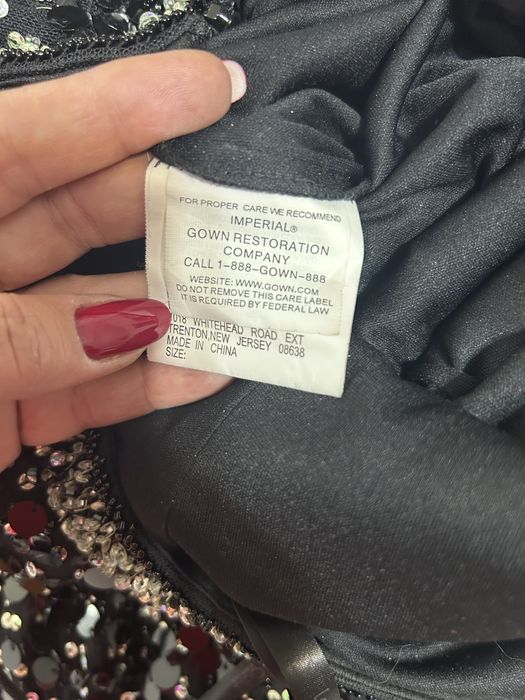 FOR PROPER CARE WE RECOMMEND
IMPERIAL®
GOWN RESTORATION
COMPANY
CALL 1-888-GOWN-888
WEBSITE: WWW.GOWN.COM
DO NOT REMOVE THIS CARE LABEL
IT IS REQUIRED BY FEDERAL LAW
WHITEHEAD ROAD EXT
TRENTON,NEW JERSEY 08638
MADE IN CHINA
SIZE: